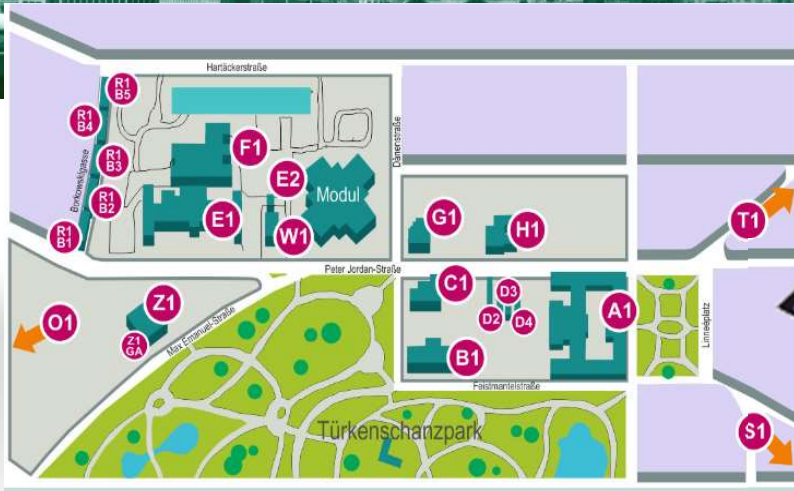 Hartäckerstraße
R1
B5
R1
B4
R1
B3
R1
B2
R1
B1
Borkowskigasse
Dänenstraße
F1
E2
Modul
E1
W1
G1
H1
T1
Peter Jordan-Straße
O1
Z1
Z1
GA
Max Emanuel-Straße
C1
D3
D2
D4
A1
B1
Linnéplatz
Feistmantelstraße
Türkenschanzpark
S1